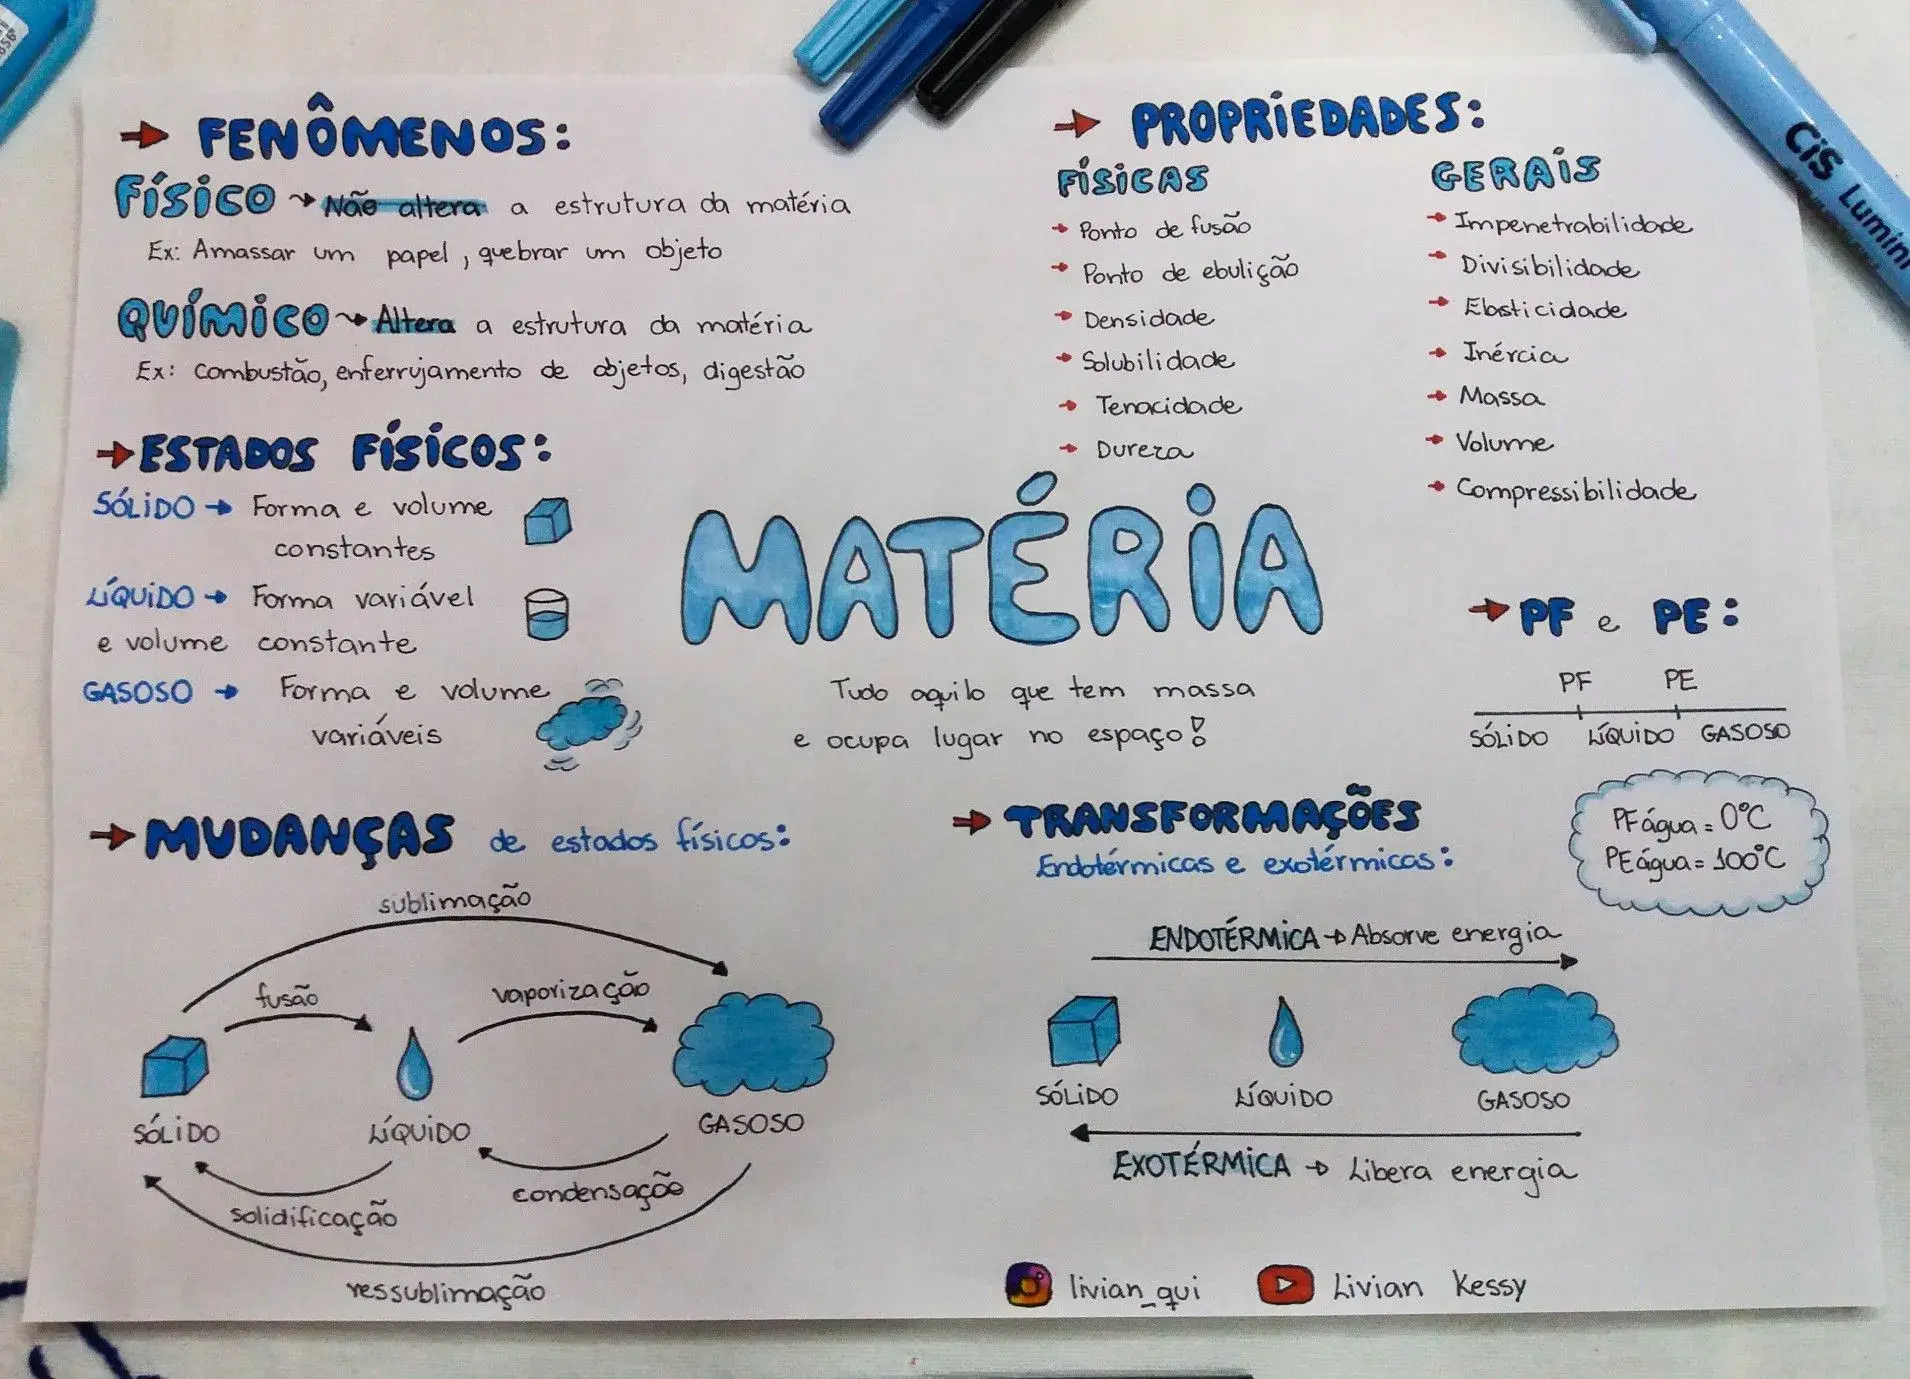 FENÔMENOS:
FÍSICO Não altera a estrutura da matéria
Ex: Amassar um papel, quebrar um objeto
QUÍMICO Altera a estrutura da matéria
Ex: Combustão, enferrujamento de objetos, digestão
ESTADOS FÍSICOS:
SÓLIDO → Forma e volume
constantes
LÍQUIDO → Forma variável
e volume constante
GASOSO → Forma e volume
variáveis
MATÉRIA
Tudo aquilo que tem massa
e ocupa lugar no espaço!
PROPRIEDADES:
FÍSICAS
Ponto de fusão
Ponto de ebulição
Densidade
Solubilidade
Tenacidade
Dureza
GERAIS
Impenetrabilidade
Divisibilidade
Elasticidade
Inércia
Massa
Volume
Compressibilidade
PF e PE:
PF PE
SÓLIDO LÍQUIDO GASOSO
PF água = 0°C
PE água = 100°C
MUDANÇAS de estados físicos:
sublimação
fusão vaporização
SÓLIDO LÍQUIDO GASOSO
solidificação condensação
ressublimação
TRANSFORMAÇÕES
Endotérmicas e exotérmicas:
ENDOTÉRMICA → Absorve energia
SÓLIDO LÍQUIDO GASOSO
EXOTÉRMICA → Libera energia
livian_qui Livian Kessy
Cis Lumini